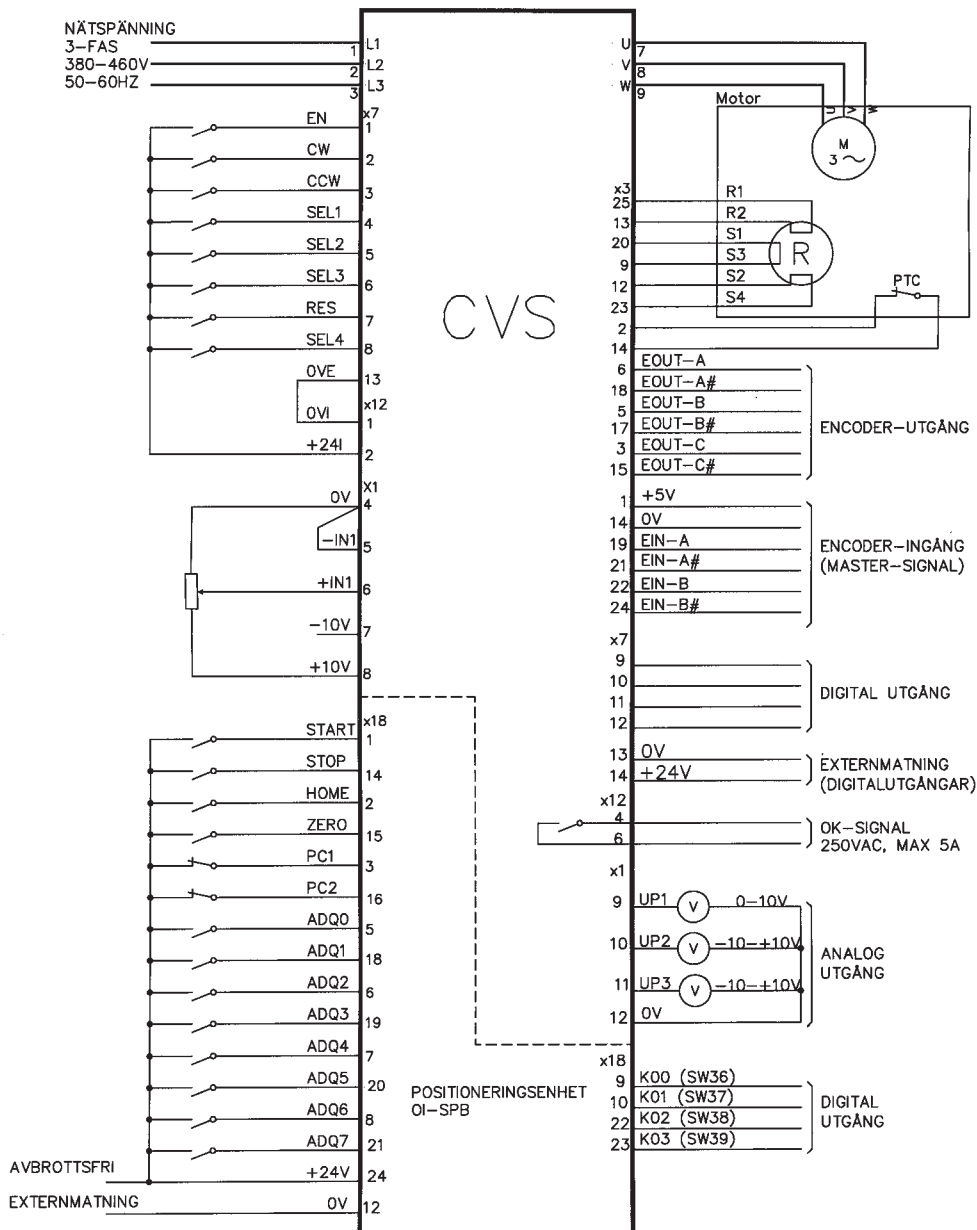 NÄTSPÄNNING
3-FAS
380-460V
50-60HZ
1 L1
2 L2
3 L3
x7
EN 1
CW 2
CCW 3
SEL1 4
SEL2 5
SEL3 6
RES 7
SEL4 8
0VE 13
x12
0VI 1
+24I 2
X1
0V 4
-IN1 5
+IN1 6
-10V 7
+10V 8
x18
START 1
STOP 14
HOME 2
ZERO 15
PC1 3
PC2 16
ADQ0 5
ADQ1 18
ADQ2 6
ADQ3 19
ADQ4 7
ADQ5 20
ADQ6 8
ADQ7 21
AVBROTTSFRI +24V 24
EXTERNMATNING 0V 12
CVS
POSITIONERINGSENHET
OI-SPB
U 7
V 8
W 9
Motor
U V W
M
3 ~
x3
25 R1
13 R2
20 S1
9 S3
12 S2
23 S4
R
PTC
2
14
6 EOUT-A
18 EOUT-A#
5 EOUT-B
17 EOUT-B#
3 EOUT-C
15 EOUT-C#
ENCODER-UTGÅNG
1 +5V
14 0V
19 EIN-A
21 EIN-A#
22 EIN-B
24 EIN-B#
ENCODER-INGÅNG
(MASTER-SIGNAL)
x7
9
10
11
12
DIGITAL UTGÅNG
13 0V
14 +24V
EXTERNMATNING
(DIGITALUTGÅNGAR)
x12
4
6
OK-SIGNAL
250VAC, MAX 5A
x1
9 UP1 V 0-10V
10 UP2 V -10-+10V
11 UP3 V -10-+10V
12 0V
ANALOG
UTGÅNG
x18
9 K00 (SW36)
10 K01 (SW37)
22 K02 (SW38)
23 K03 (SW39)
DIGITAL
UTGÅNG